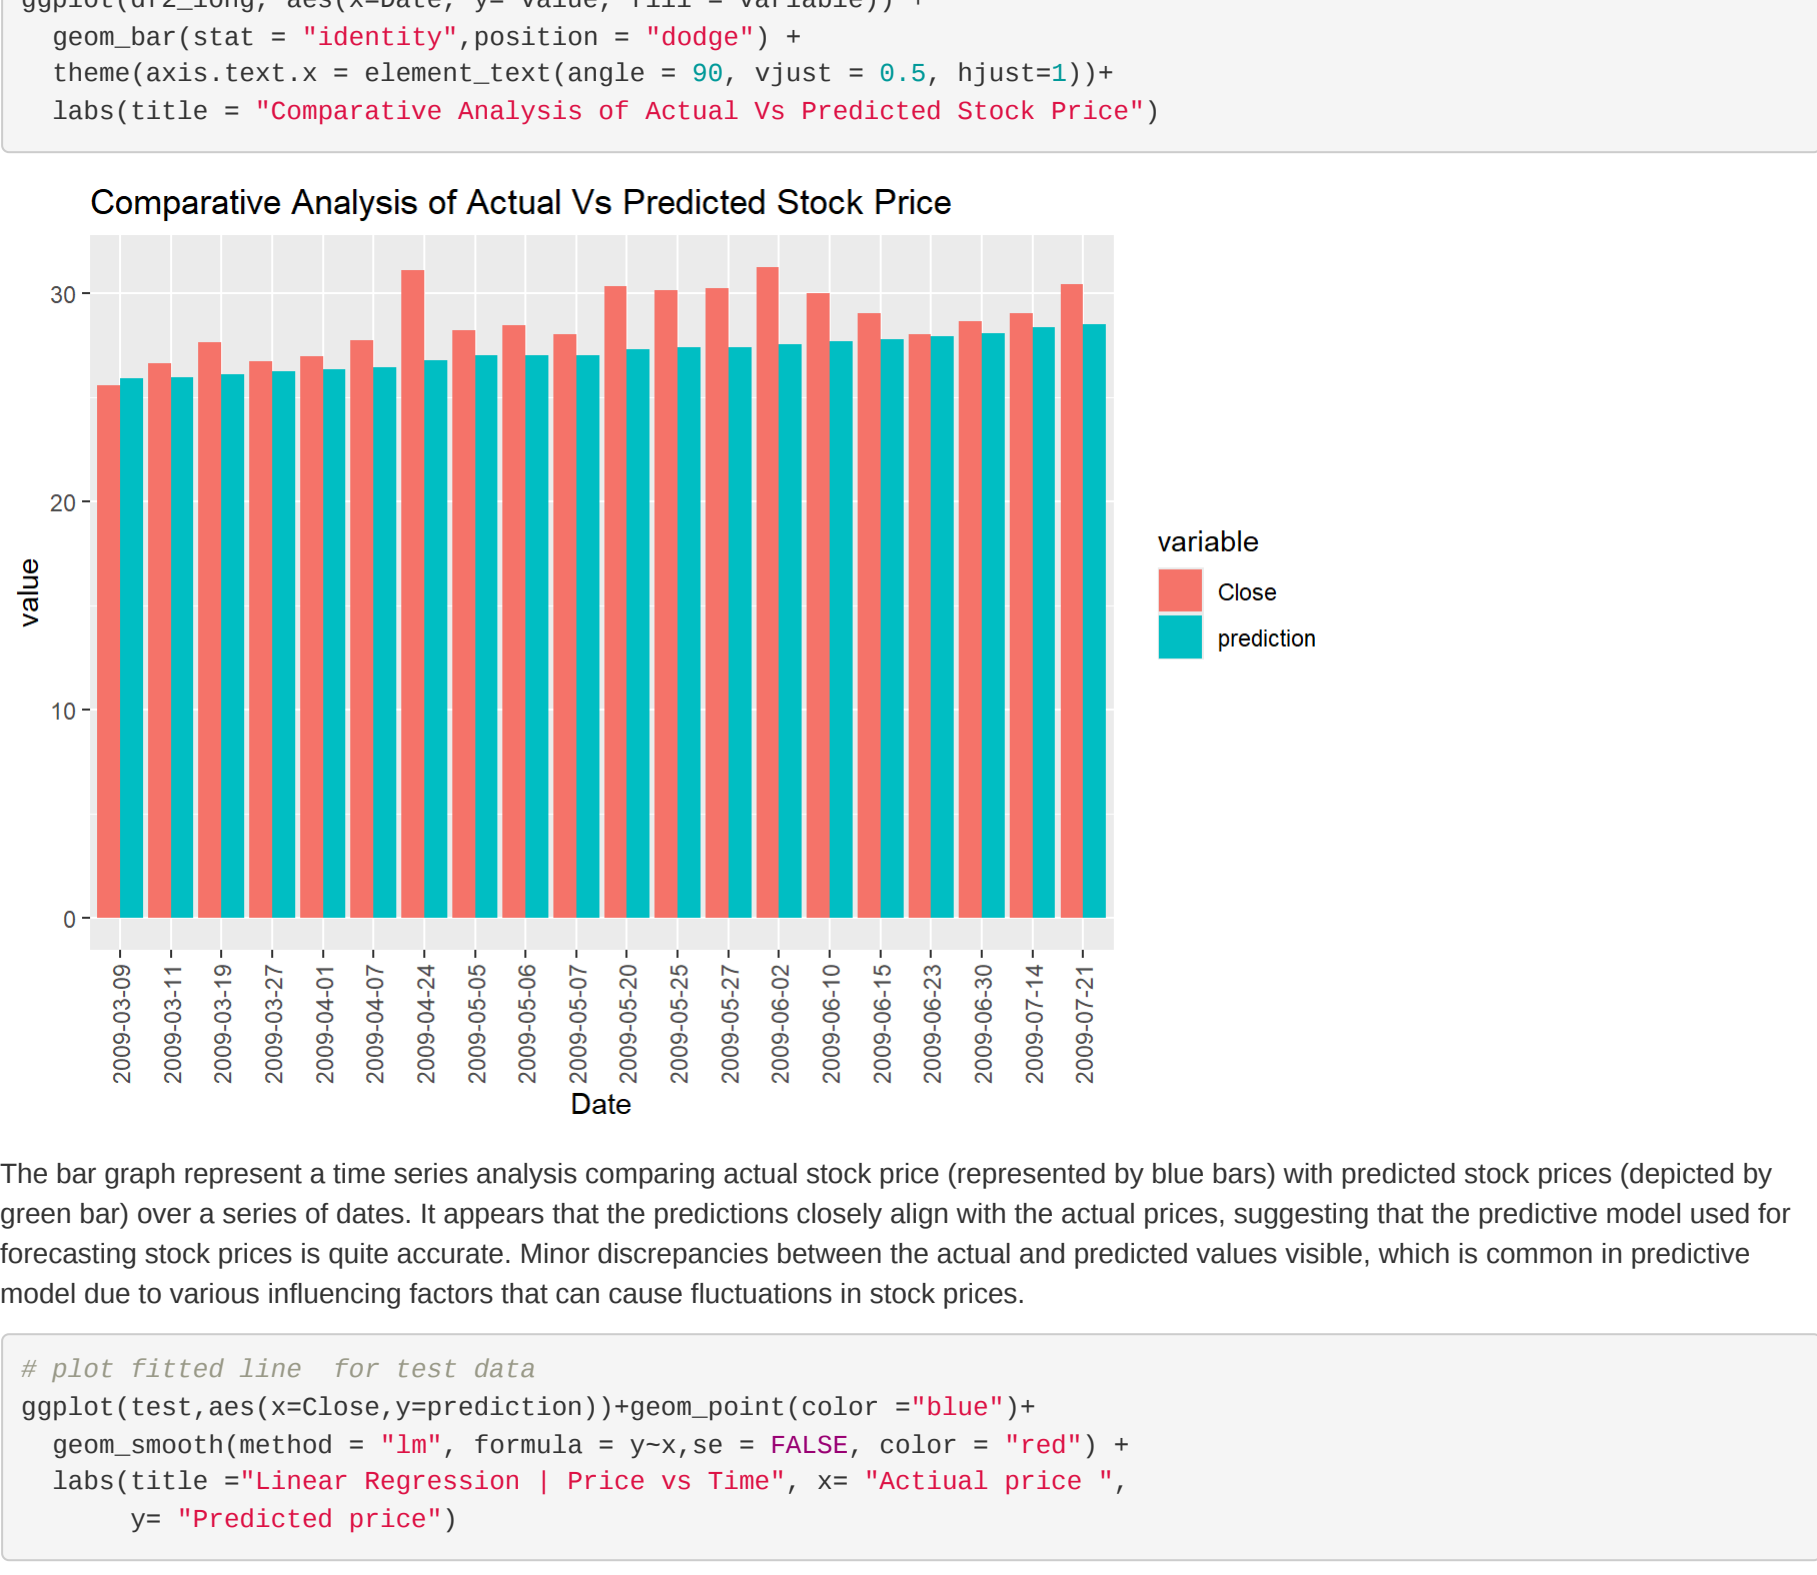 ggplot(df2_long, aes(x=Date, y= value, fill = variable)) +
geom_bar(stat = "identity",position = "dodge") +
theme(axis.text.x = element_text(angle = 90, vjust = 0.5, hjust=1))+
labs(title = "Comparative Analysis of Actual Vs Predicted Stock Price")
Comparative Analysis of Actual Vs Predicted Stock Price
30
20
10
0
value
variable
Close
prediction
2009-03-09
2009-03-11
2009-03-19
2009-03-27
2009-04-01
2009-04-07
2009-04-24
2009-05-05
2009-05-06
2009-05-07
2009-05-20
2009-05-25
2009-05-27
2009-06-02
2009-06-10
2009-06-15
2009-06-23
2009-06-30
2009-07-14
2009-07-21
Date
The bar graph represent a time series analysis comparing actual stock price (represented by blue bars) with predicted stock prices (depicted by
green bar) over a series of dates. It appears that the predictions closely align with the actual prices, suggesting that the predictive model used for
forecasting stock prices is quite accurate. Minor discrepancies between the actual and predicted values visible, which is common in predictive
model due to various influencing factors that can cause fluctuations in stock prices.
# plot fitted line  for test data
ggplot(test,aes(x=Close,y=prediction))+geom_point(color ="blue")+
geom_smooth(method = "lm", formula = y~x,se = FALSE, color = "red") +
labs(title ="Linear Regression | Price vs Time", x= "Actiual price ",
y= "Predicted price")